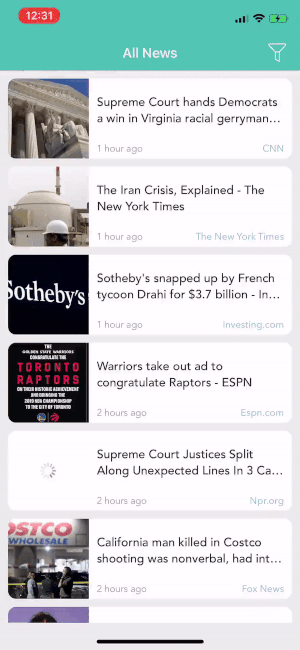 12:31
All News
Supreme Court hands Democrats
a win in Virginia racial gerryman...
1 hour ago
CNN
The Iran Crisis, Explained - The
New York Times
1 hour ago
The New York Times
Sotheby's
Sotheby's snapped up by French
tycoon Drahi for $3.7 billion - In...
1 hour ago
Investing.com
THE
GOLDEN STATE WARRIORS
CONGRATULATE THE
TORONTO
RAPTORS
ON THEIR HISTORIC ACHIEVEMENT
AND BRINGING THE
2019 NBA CHAMPIONSHIP
TO THE CITY OF TORONTO
Warriors take out ad to
congratulate Raptors - ESPN
2 hours ago
Espn.com
Supreme Court Justices Split
Along Unexpected Lines In 3 Ca...
2 hours ago
Npr.org
OSTCO
WHOLESALE
California man killed in Costco
shooting was nonverbal, had int...
2 hours ago
Fox News